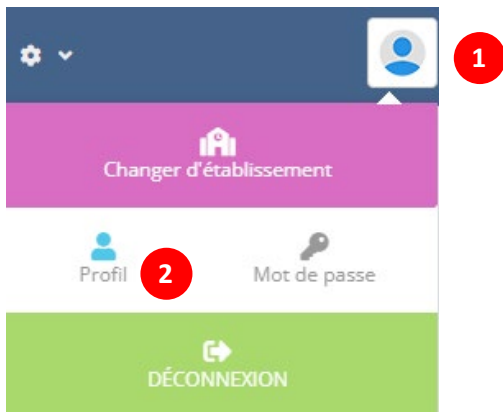 1
Changer d'établissement
Profil 2 Mot de passe
DÉCONNEXION